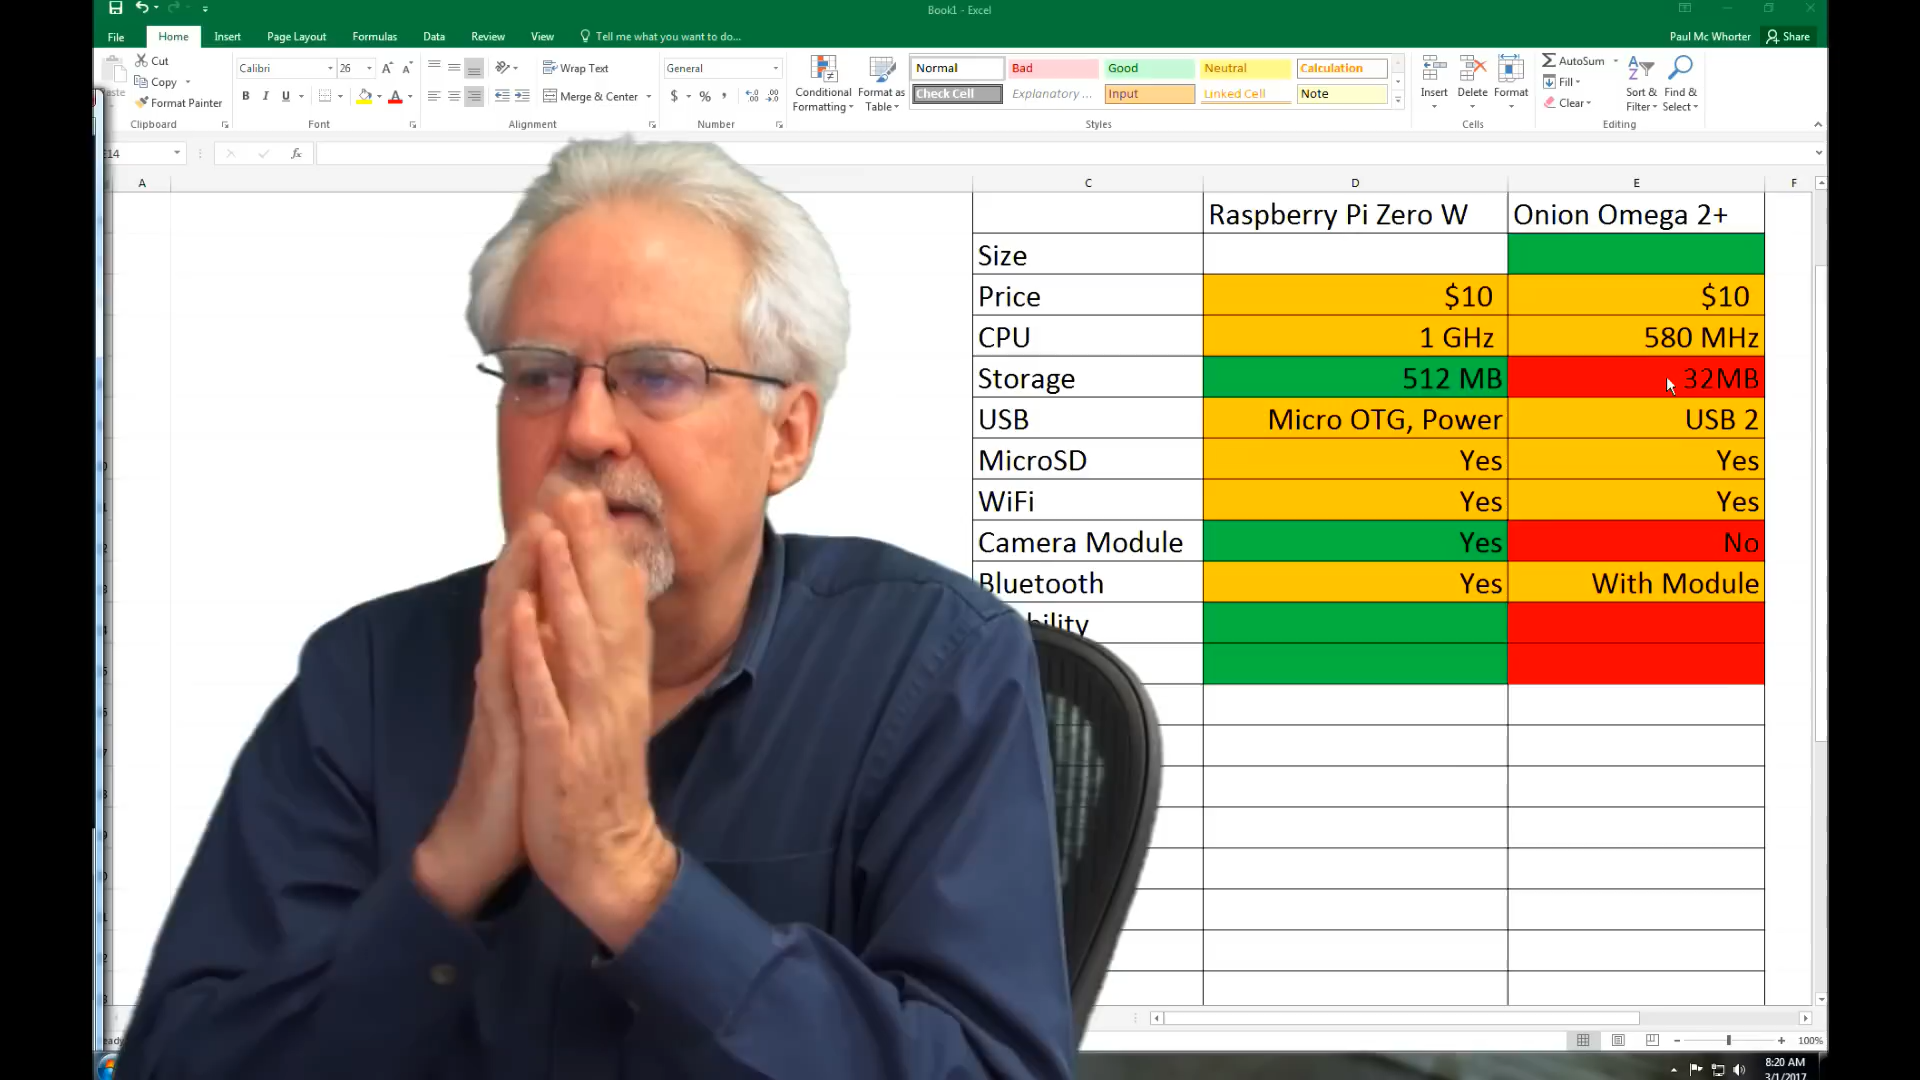 Book1 - Excel
File Home Insert Page Layout Formulas Data Review View Tell me what you want to do... Paul Mc Whorter Share
Cut
Copy
Format Painter
Clipboard
Calibri 26
B I U
Font
Wrap Text
Merge & Center
Alignment
General
$ % ,
Number
Conditional Formatting
Format as Table
Normal Bad Good Neutral Calculation
Check Cell Explanatory ... Input Linked Cell Note
Styles
Insert Delete Format
Cells
AutoSum
Fill
Clear
Sort & Filter
Find & Select
Editing
fx
A C D E F
Raspberry Pi Zero W Onion Omega 2+
Size
Price $10 $10
CPU 1 GHz 580 MHz
Storage 512 MB 32MB
USB Micro OTG, Power USB 2
MicroSD Yes Yes
WiFi Yes Yes
Camera Module Yes No
Bluetooth Yes With Module
100%
8:20 AM
3/1/2017